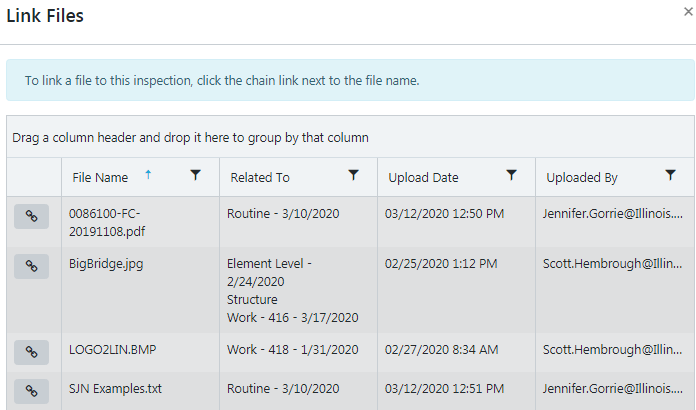 Link Files
×
To link a file to this inspection, click the chain link next to the file name.
Drag a column header and drop it here to group by that column
File Name ↑ Related To Upload Date Uploaded By
0086100-FC- Routine - 3/10/2020 03/12/2020 12:50 PM Jennifer.Gorrie@Illinois....
20191108.pdf
BigBridge.jpg Element Level - 02/25/2020 1:12 PM Scott.Hembrough@Illin...
2/24/2020
Structure
Work - 416 - 3/17/2020
LOGO2LIN.BMP Work - 418 - 1/31/2020 02/27/2020 8:34 AM Scott.Hembrough@Illin...
SJN Examples.txt Routine - 3/10/2020 03/12/2020 12:51 PM Jennifer.Gorrie@Illinois....